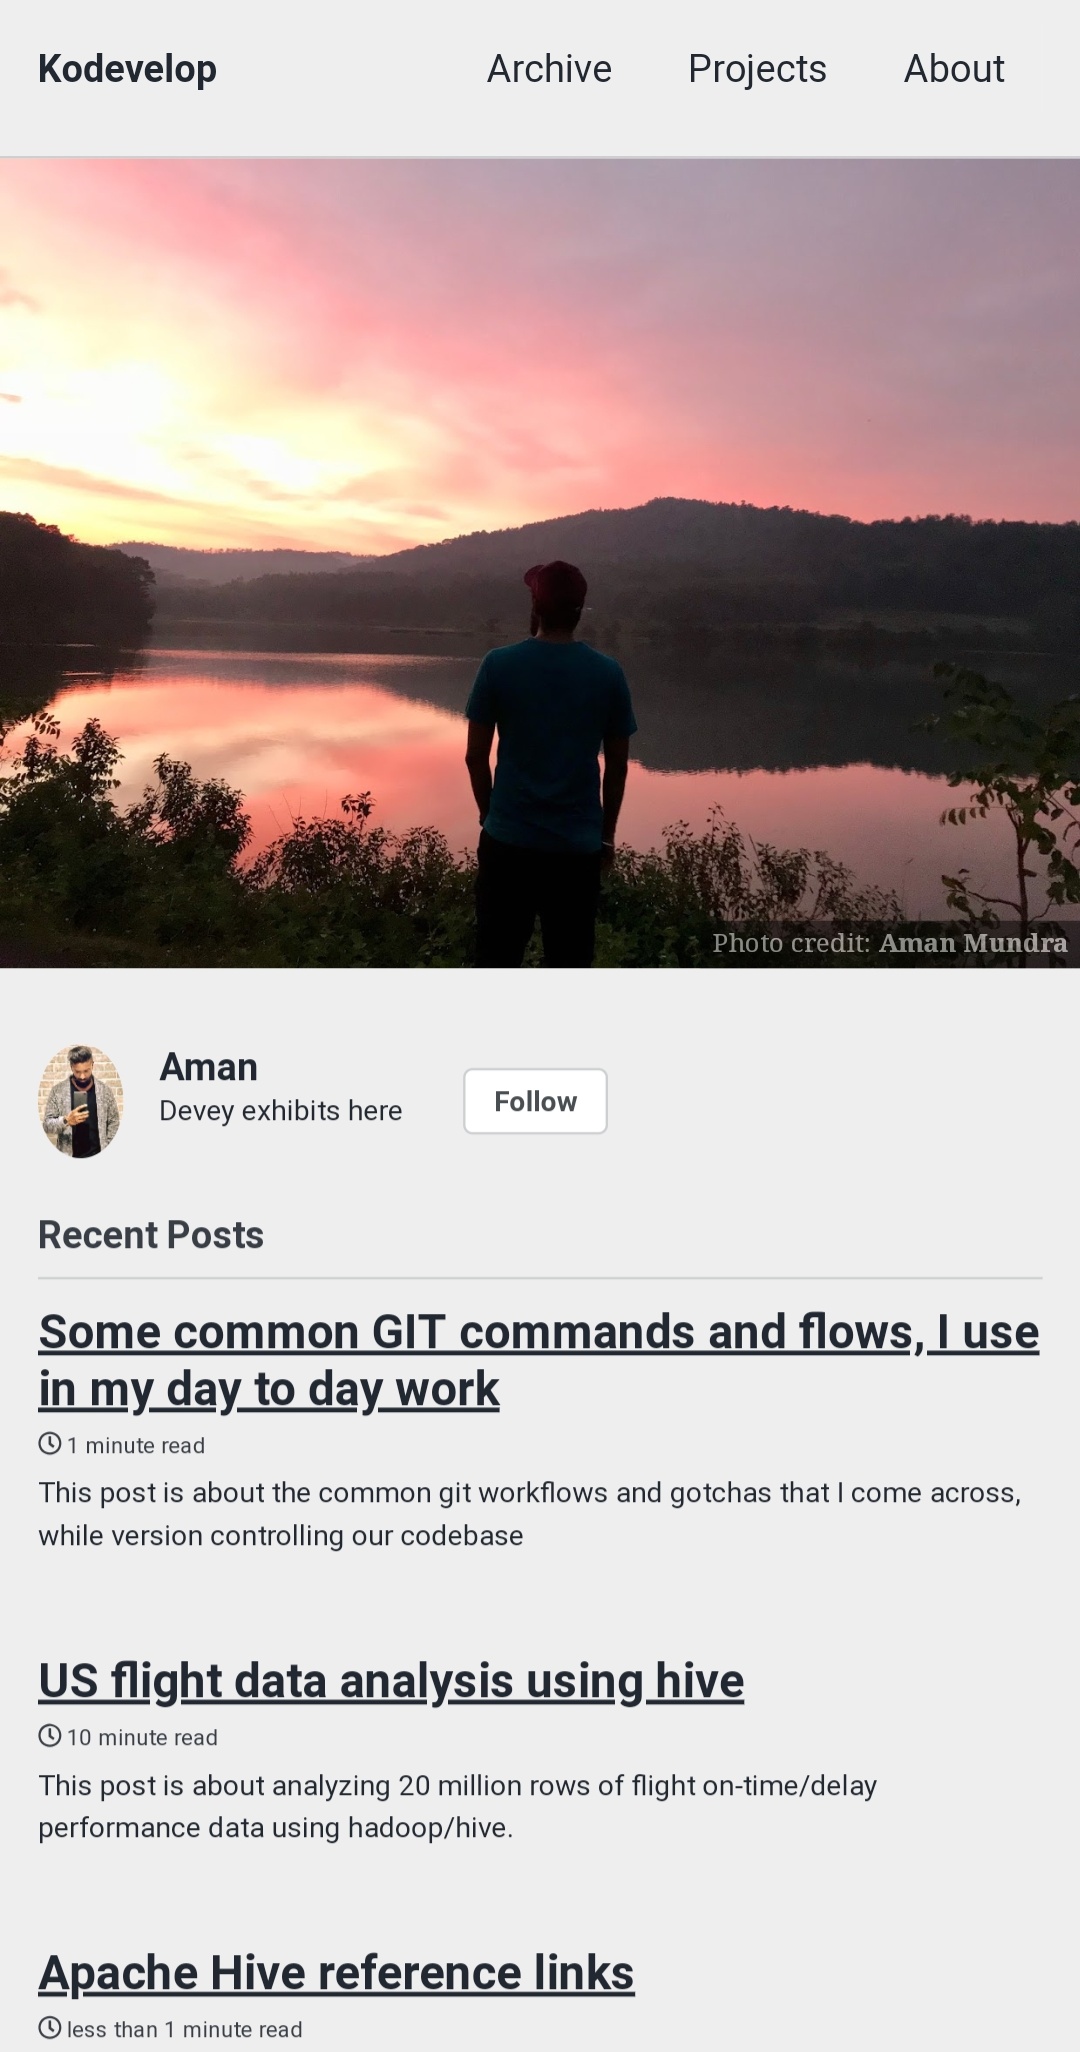 Kodevelop Archive Projects About
Photo credit: Aman Mundra
Aman
Devey exhibits here
Follow
Recent Posts
Some common GIT commands and flows, I use
in my day to day work
1 minute read
This post is about the common git workflows and gotchas that I come across,
while version controlling our codebase
US flight data analysis using hive
10 minute read
This post is about analyzing 20 million rows of flight on-time/delay
performance data using hadoop/hive.
Apache Hive reference links
less than 1 minute read